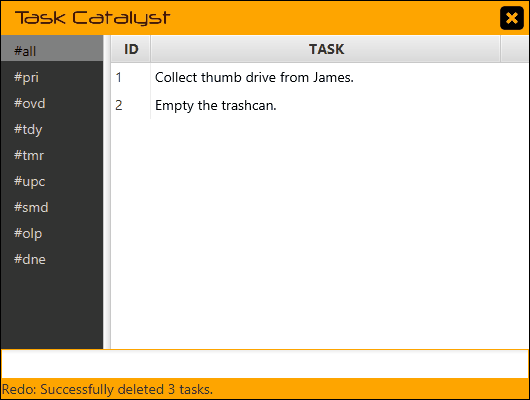 Task Catalyst
#all
#pri
#ovd
#tdy
#tmr
#upc
#smd
#olp
#dne
ID TASK
1 Collect thumb drive from James.
2 Empty the trashcan.
Redo: Successfully deleted 3 tasks.